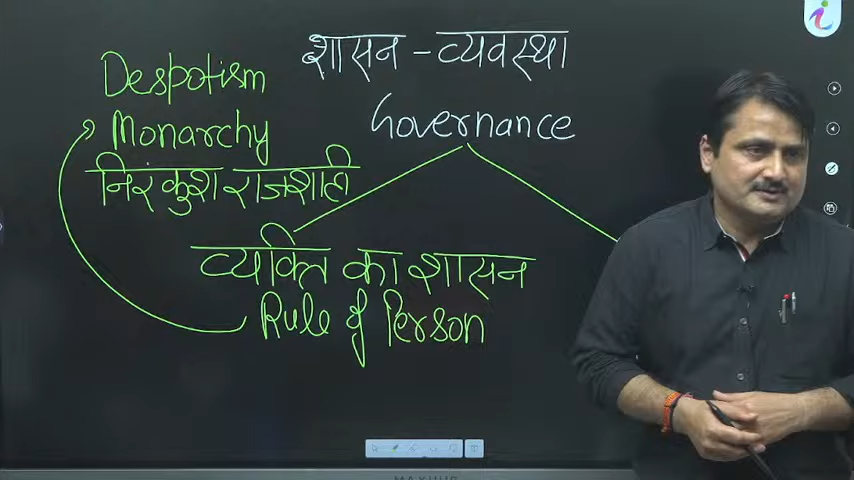 शासन - व्यवस्था
Governance
Despotism
Monarchy
निरंकुश राजशाही
व्यक्ति का शासन
Rule of Person